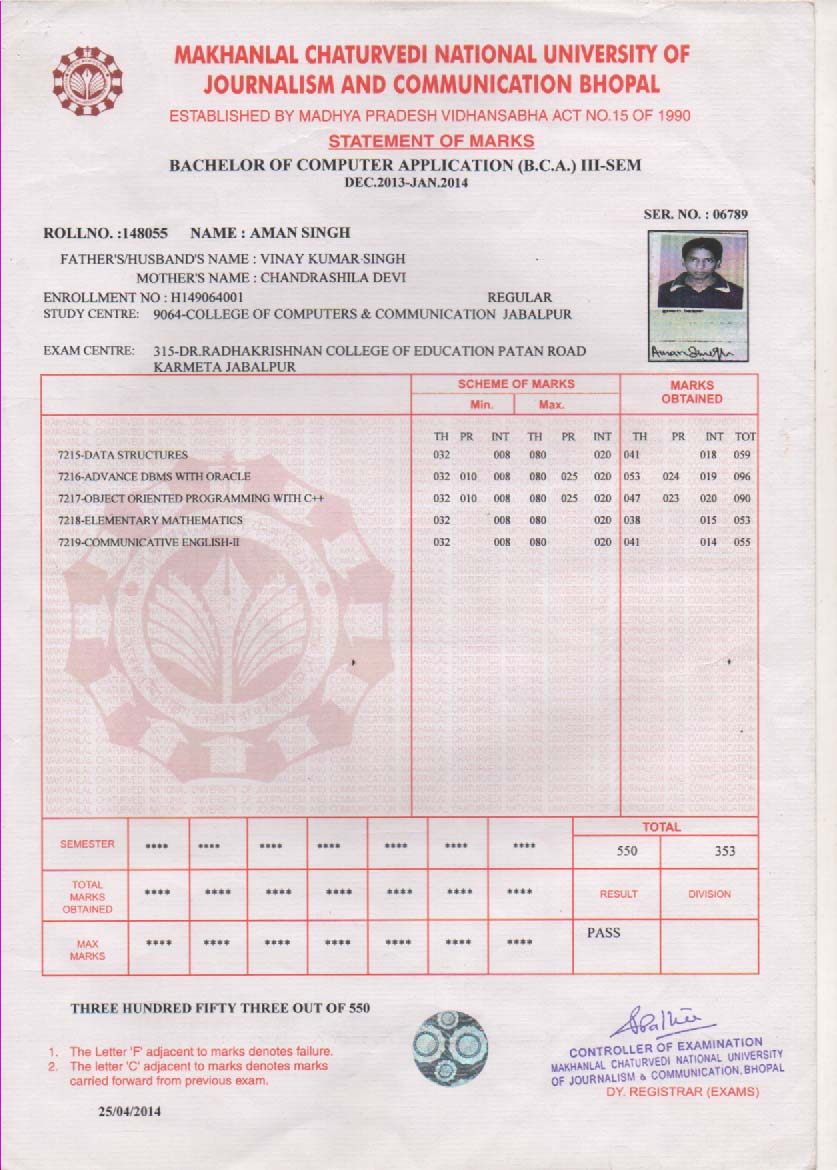 MAKHANLAL CHATURVEDI NATIONAL UNIVERSITY OF
JOURNALISM AND COMMUNICATION BHOPAL
ESTABLISHED BY MADHYA PRADESH VIDHANSABHA ACT NO.15 OF 1990
STATEMENT OF MARKS
BACHELOR OF COMPUTER APPLICATION (B.C.A.) III-SEM
DEC.2013-JAN.2014
SER. NO. : 06789
ROLLNO. :148055 NAME : AMAN SINGH
FATHER'S/HUSBAND'S NAME : VINAY KUMAR SINGH
MOTHER'S NAME : CHANDRASHILA DEVI
ENROLLMENT NO : H149064001 REGULAR
STUDY CENTRE: 9064-COLLEGE OF COMPUTERS & COMMUNICATION JABALPUR
EXAM CENTRE: 315-DR.RADHAKRISHNAN COLLEGE OF EDUCATION PATAN ROAD
KARMETA JABALPUR
Aman Singh
SCHEME OF MARKS MARKS OBTAINED
Min. Max.
TH PR INT TH PR INT TH PR INT TOT
7215-DATA STRUCTURES 032 008 080 020 041 018 059
7216-ADVANCE DBMS WITH ORACLE 032 010 008 080 025 020 053 024 019 096
7217-OBJECT ORIENTED PROGRAMMING WITH C++ 032 010 008 080 025 020 047 023 020 090
7218-ELEMENTARY MATHEMATICS 032 008 080 020 038 015 053
7219-COMMUNICATIVE ENGLISH-II 032 008 080 020 041 014 055
TOTAL
SEMESTER **** **** **** **** **** **** **** 550 353
TOTAL MARKS OBTAINED **** **** **** **** **** **** **** RESULT DIVISION
MAX MARKS **** **** **** **** **** **** **** PASS
THREE HUNDRED FIFTY THREE OUT OF 550
1. The Letter 'F' adjacent to marks denotes failure.
2. The letter 'C' adjacent to marks denotes marks
carried forward from previous exam.
25/04/2014
CONTROLLER OF EXAMINATION
MAKHANLAL CHATURVEDI NATIONAL UNIVERSITY
OF JOURNALISM & COMMUNICATION, BHOPAL
DY. REGISTRAR (EXAMS)